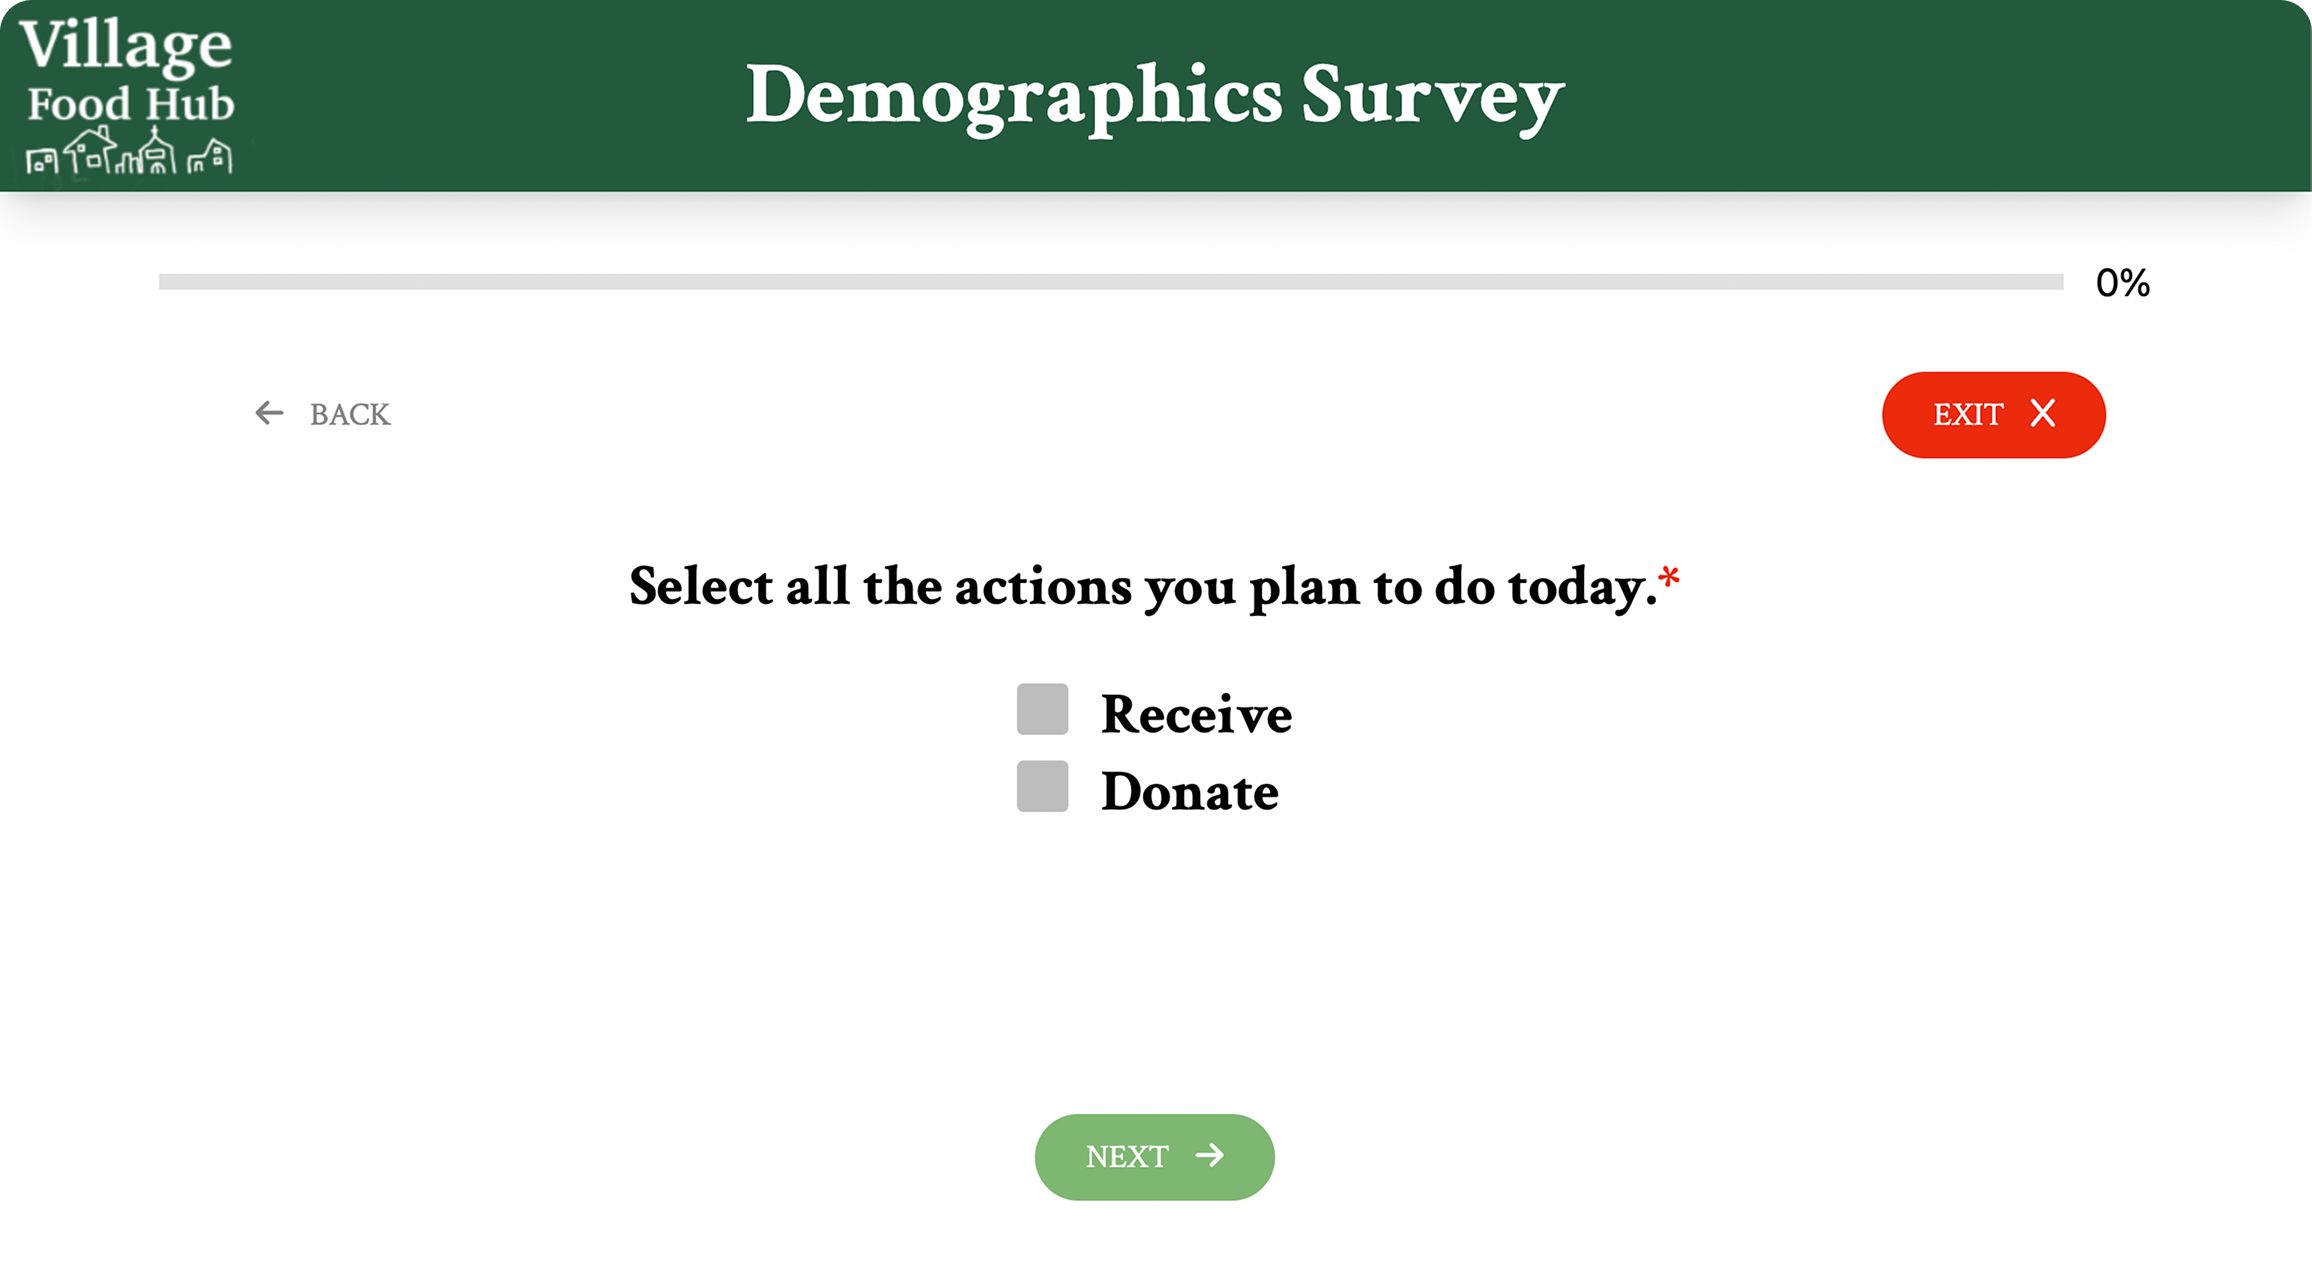 Village
Food Hub
Demographics Survey
0%
← BACK
EXIT X
Select all the actions you plan to do today.*
Receive
Donate
NEXT →